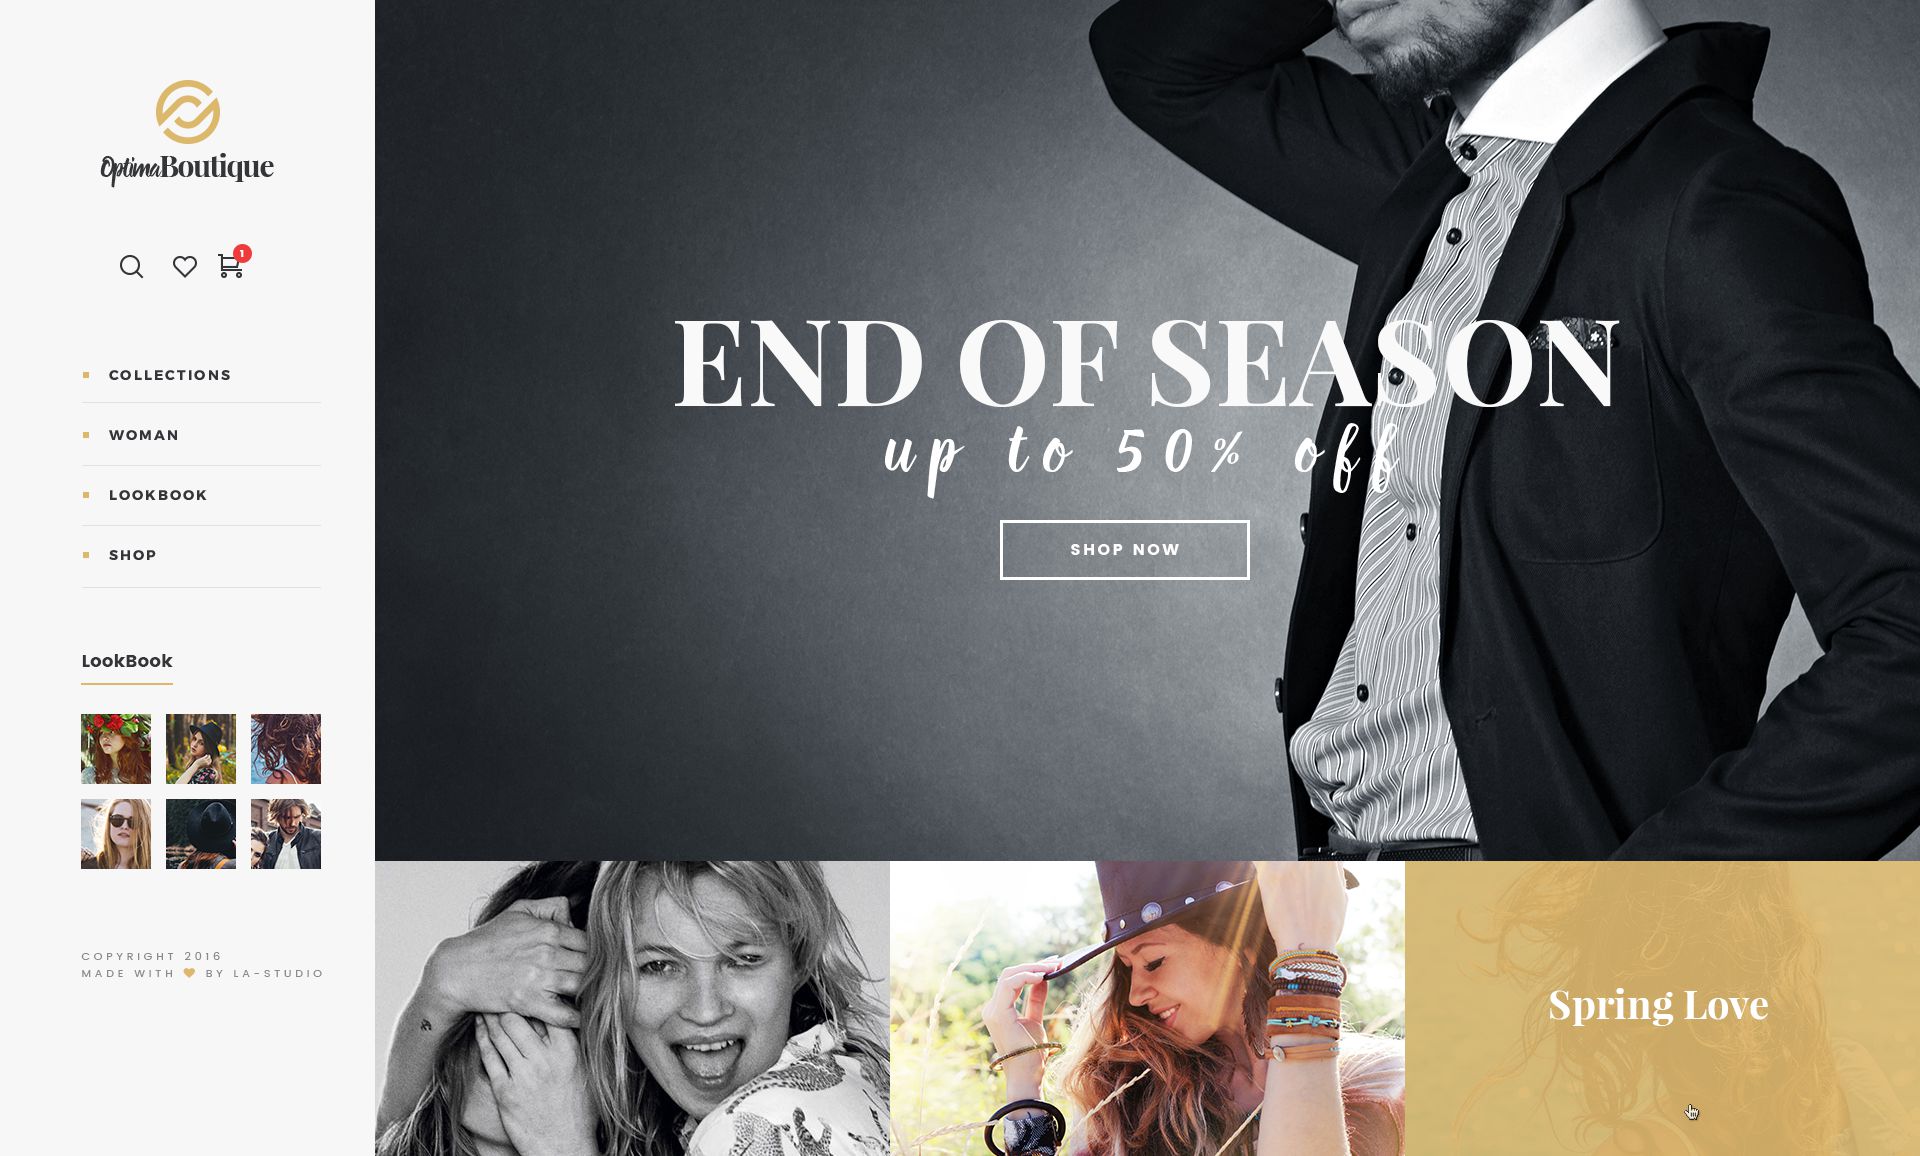 OptimaBoutique
1
COLLECTIONS
WOMAN
LOOKBOOK
SHOP
LookBook
COPYRIGHT 2016
MADE WITH BY LA-STUDIO
END OF SEASON
up to 50% off
SHOP NOW
Spring Love